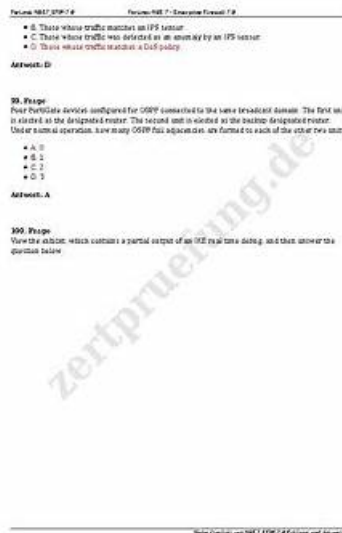 Fortinet NSE7_EFW-7.0 Fortinet NSE 7 - Enterprise Firewall 7.0
B. Those whose traffic matches an IPS sensor.
C. Those whose traffic was detected as an anomaly by an IPS sensor.
D. Those whose traffic matches a DoS policy.
Antwort: D
99. Frage
Four FortiGate devices configured for OSPF connected to the same broadcast domain. The first unit
is elected as the designated router. The second unit is elected as the backup designated router.
Under normal operation, how many OSPF full adjacencies are formed to each of the other two units
A. 0
B. 1
C. 2
D. 3
Antwort: A
100. Frage
View the exhibit, which contains a partial output of an IKE real time debug, and then answer the
question below.
zertpruefung.de